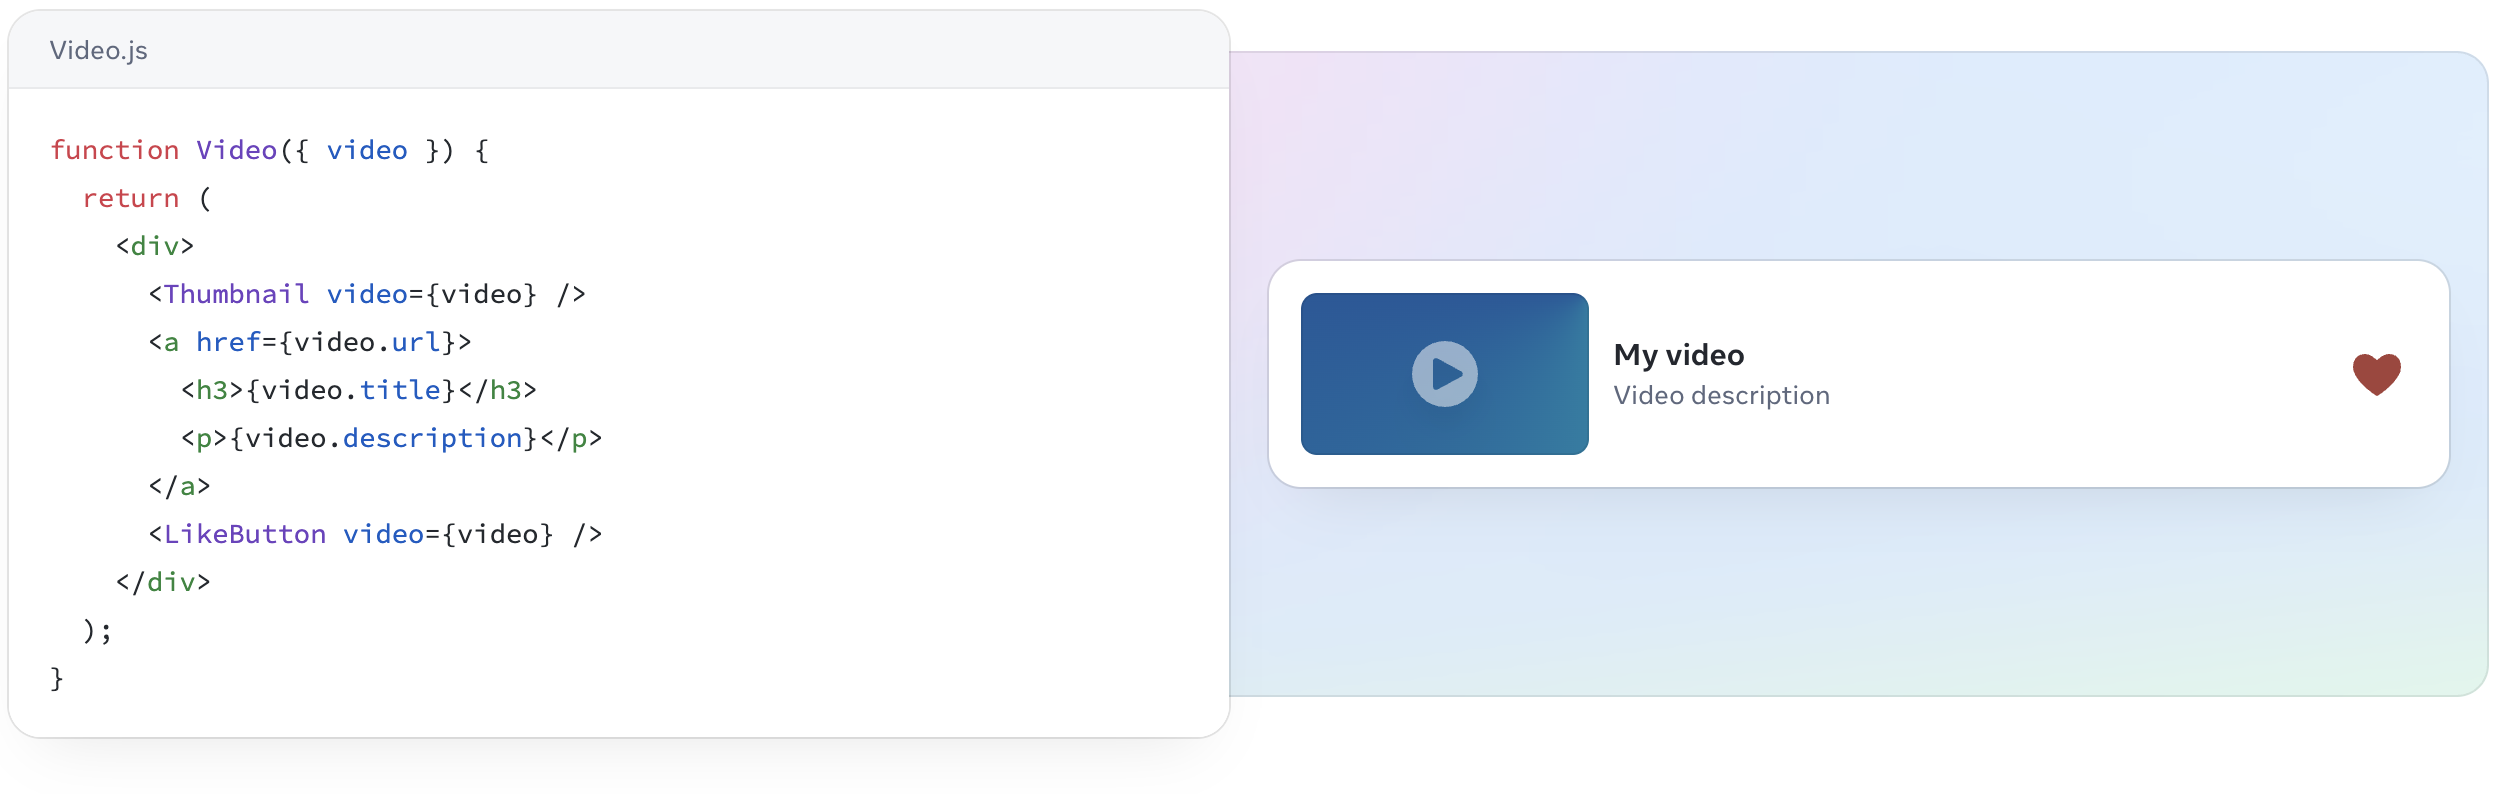 Video.js
function Video({ video }) {
  return (
    <div>
      <Thumbnail video={video} />
      <a href={video.url}>
        <h3>{video.title}</h3>
        <p>{video.description}</p>
      </a>
      <LikeButton video={video} />
    </div>
  );
}
My video
Video description